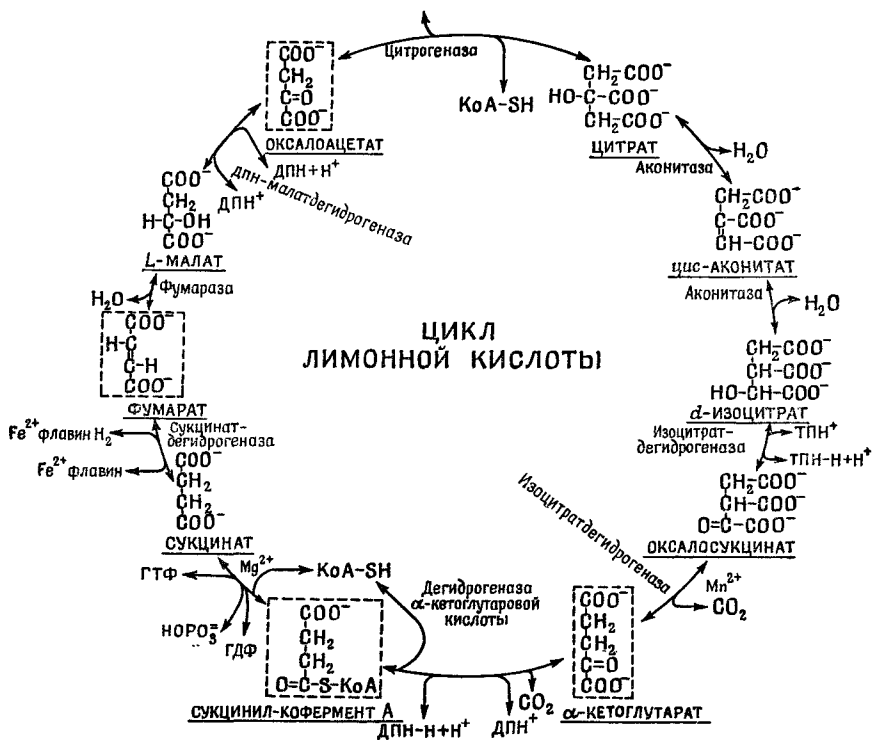 Цитрогеназа
КоА–SH
COO⁻
CH₂
C=O
COO⁻
ОКСАЛОАЦЕТАТ
CH₂–COO⁻
HO–C–COO⁻
CH₂–COO⁻
ЦИТРАТ
H₂O
Аконитаза
CH₂COO⁺
C–COO⁻
CH–COO⁻
цис-АКОНИТАТ
Аконитаза
H₂O
CH₂COO⁻
CH–COO⁻
HO–CH–COO⁻
d-ИЗОЦИТРАТ
Изоцитрат-
дегидрогеназа
ТПН⁺
ТПН–Н+Н⁺
CH₂COO⁻
CH–COO⁻
O=C–COO⁻
ОКСАЛОСУКЦИНАТ
Изоцитратдегидрогеназа
Mn²⁺
CO₂
COO⁻
CH₂
CH₂
C=O
COO⁻
α-КЕТОГЛУТАРАТ
Дегидрогеназа
α-кетоглутаровой
кислоты
CO₂
ДПН⁺
ДПН–Н+Н⁺
КоА–SH
COO⁻
CH₂
CH₂
O=C–S–КоА
СУКЦИНИЛ-КОФЕРМЕНТ А
Mg²⁺
ГТФ
HOPO₃⁼
ГДФ
COO⁻
CH₂
CH₂
COO⁻
СУКЦИНАТ
Сукцинат-
дегидрогеназа
Fe²⁺флавин H₂
Fe²⁺флавин
COO⁻
H–C
C–H
COO⁻
ФУМАРАТ
Фумараза
H₂O
COO⁻
CH₂
H–C–OH
COO⁻
L-МАЛАТ
ДПН+Н⁺
ДПН⁺
дпн-малатдегидрогеназа
ЦИКЛ
ЛИМОННОЙ КИСЛОТЫ